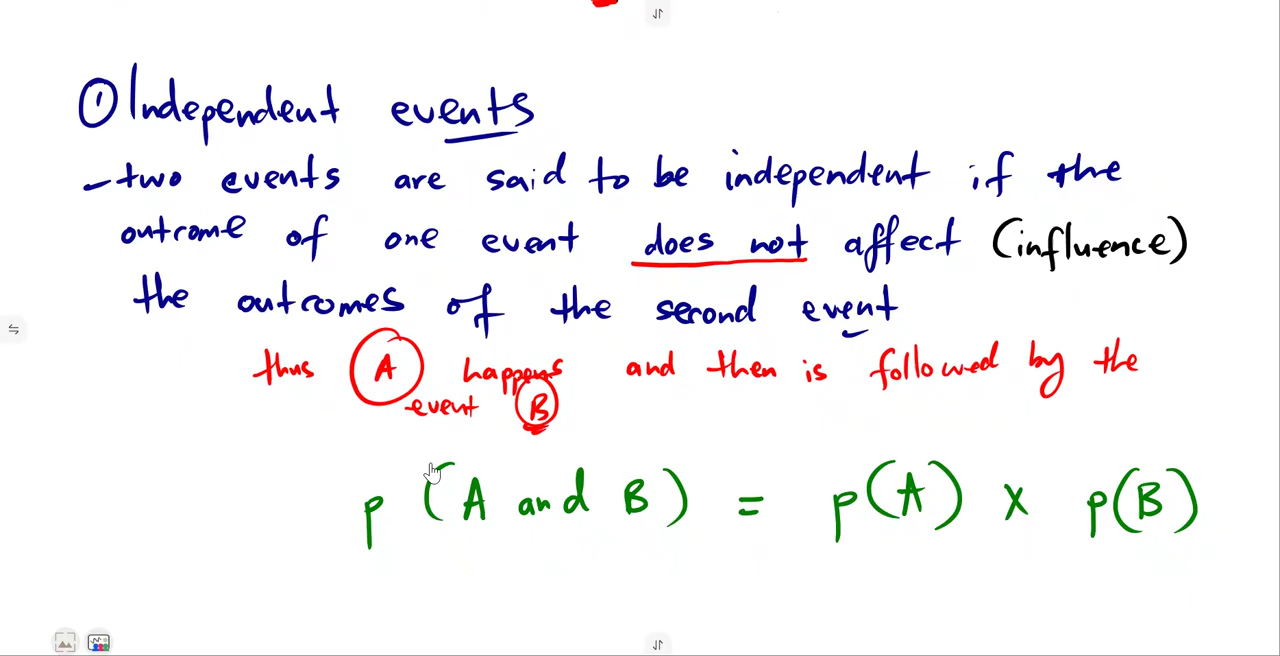 ① Independent events
- two events are said to be independent if the
outcome of one event does not affect (influence)
the outcomes of the second event
thus A happens and then is followed by the
event B
p (A and B) = p(A) x p(B)